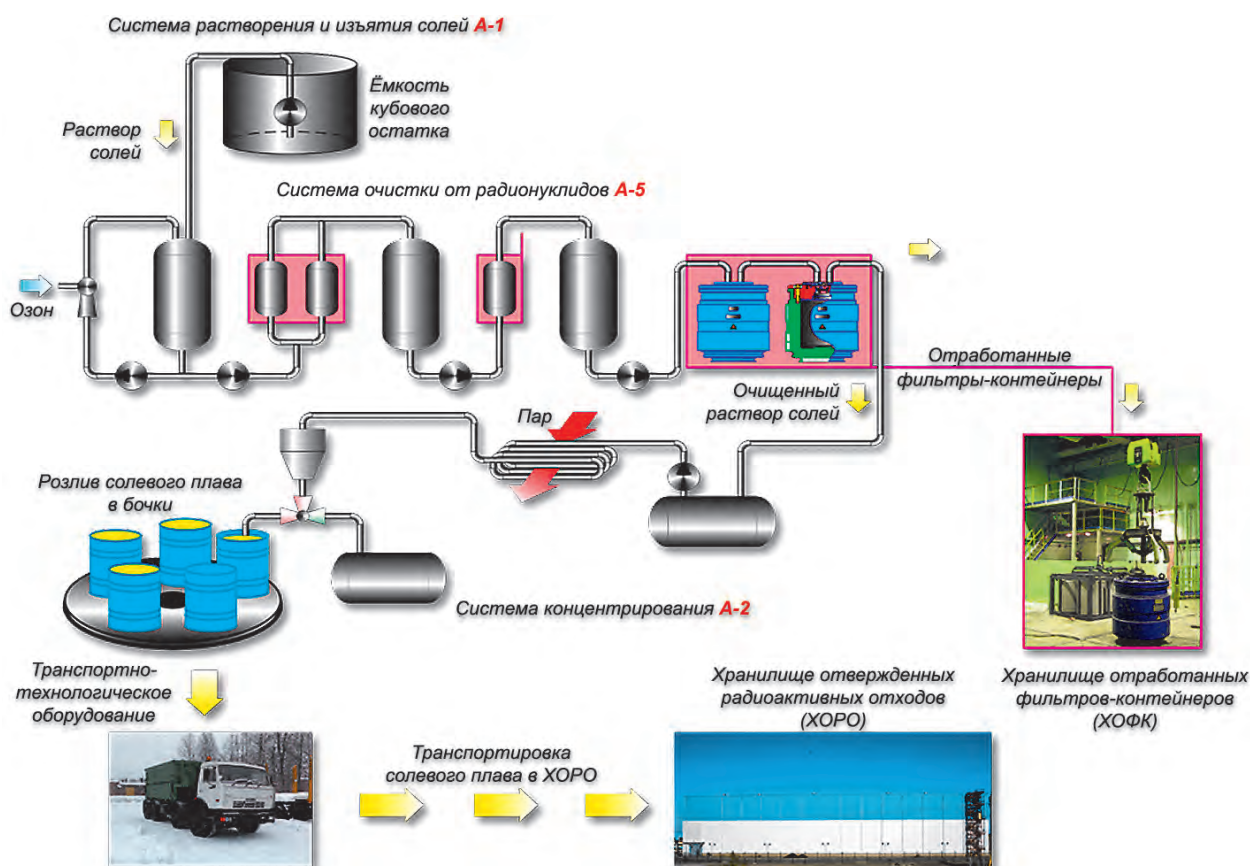 Система растворения и изъятия солей А-1
Ёмкость
кубового
остатка
Раствор
солей
Система очистки от радионуклидов А-5
Озон
Отработанные
фильтры-контейнеры
Очищенный
раствор солей
Пар
Розлив солевого плава
в бочки
Система концентрирования А-2
Транспортно-
технологическое
оборудование
Хранилище отвержденных
радиоактивных отходов
(ХОРО)
Хранилище отработанных
фильтров-контейнеров
(ХОФК)
Транспортировка
солевого плава в ХОРО